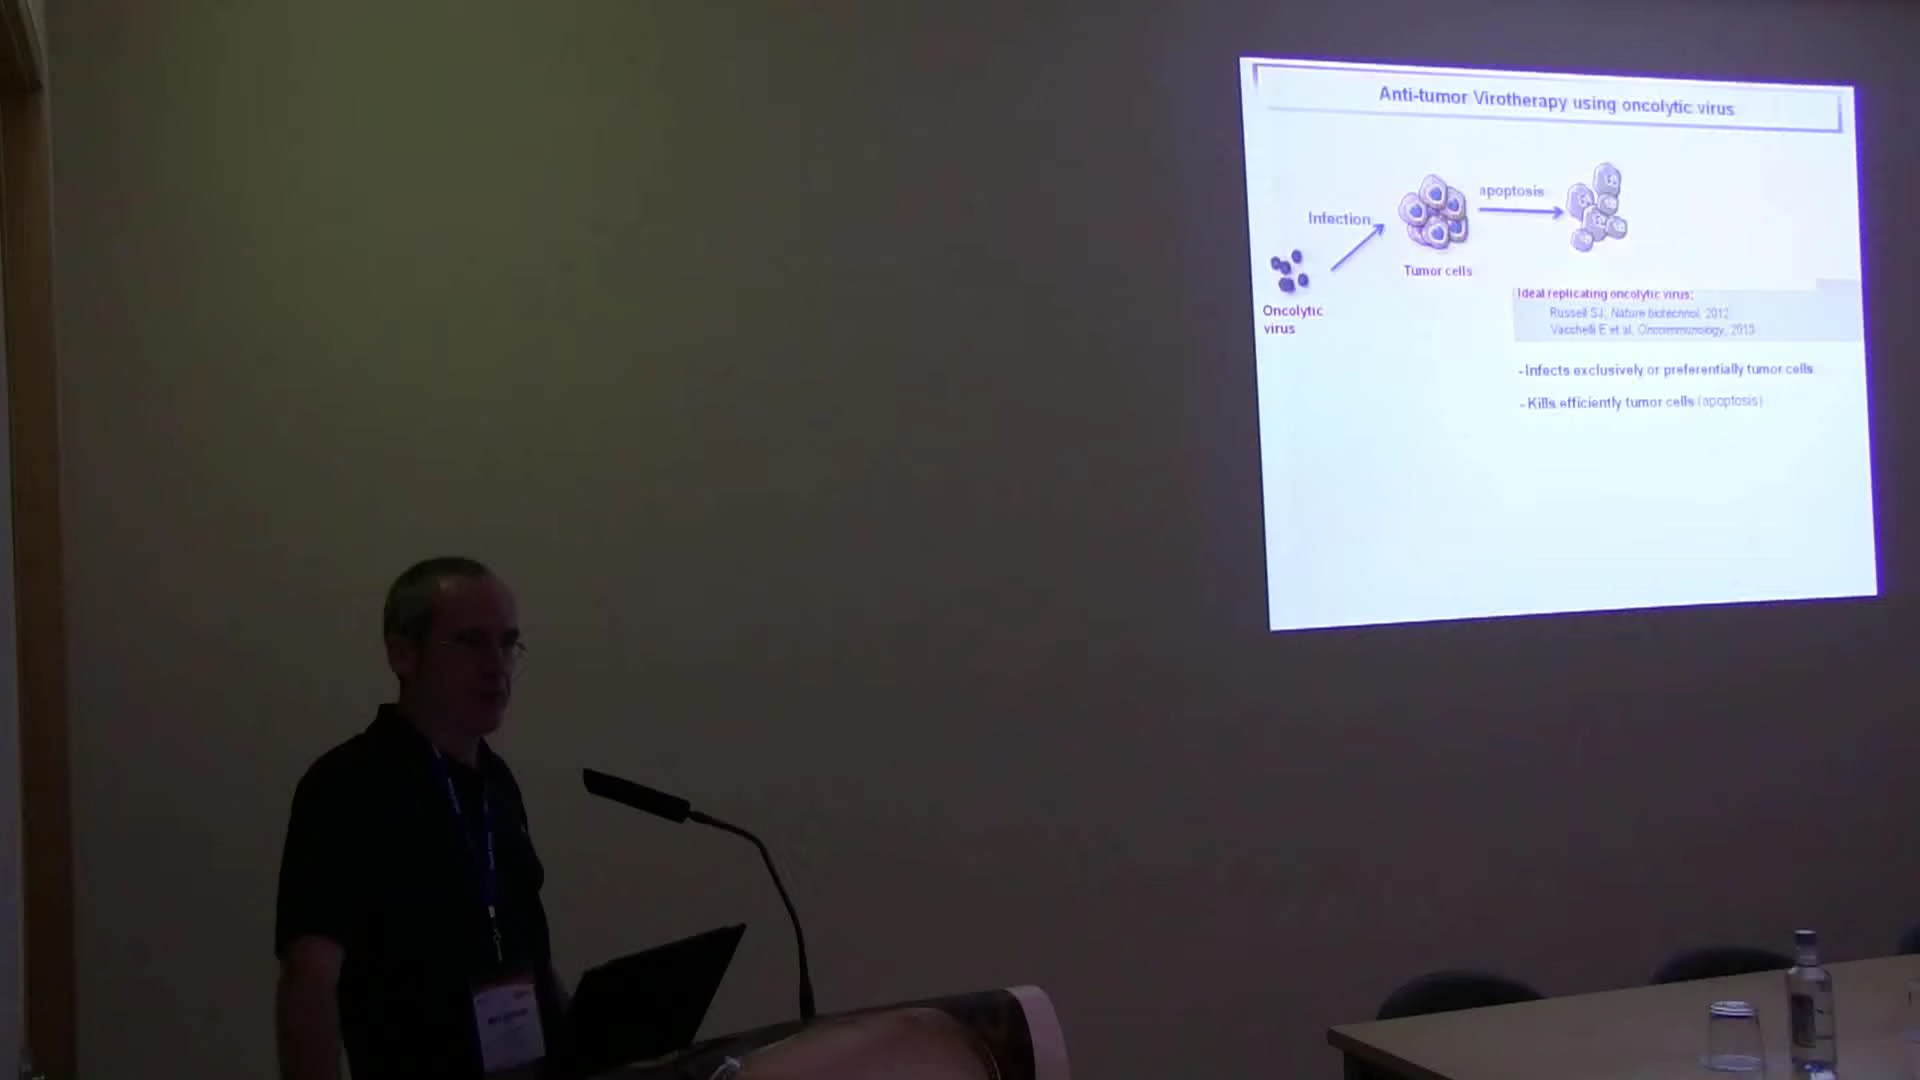 Anti-tumor Virotherapy using oncolytic virus
apoptosis
Infection
Tumor cells
Oncolytic
virus
Ideal replicating oncolytic virus:
Russell SJ, Nature biotechnol, 2012
Vacchelli E et al, Oncoimmunology, 2013
-Infects exclusively or preferentially tumor cells
-Kills efficiently tumor cells (apoptosis)